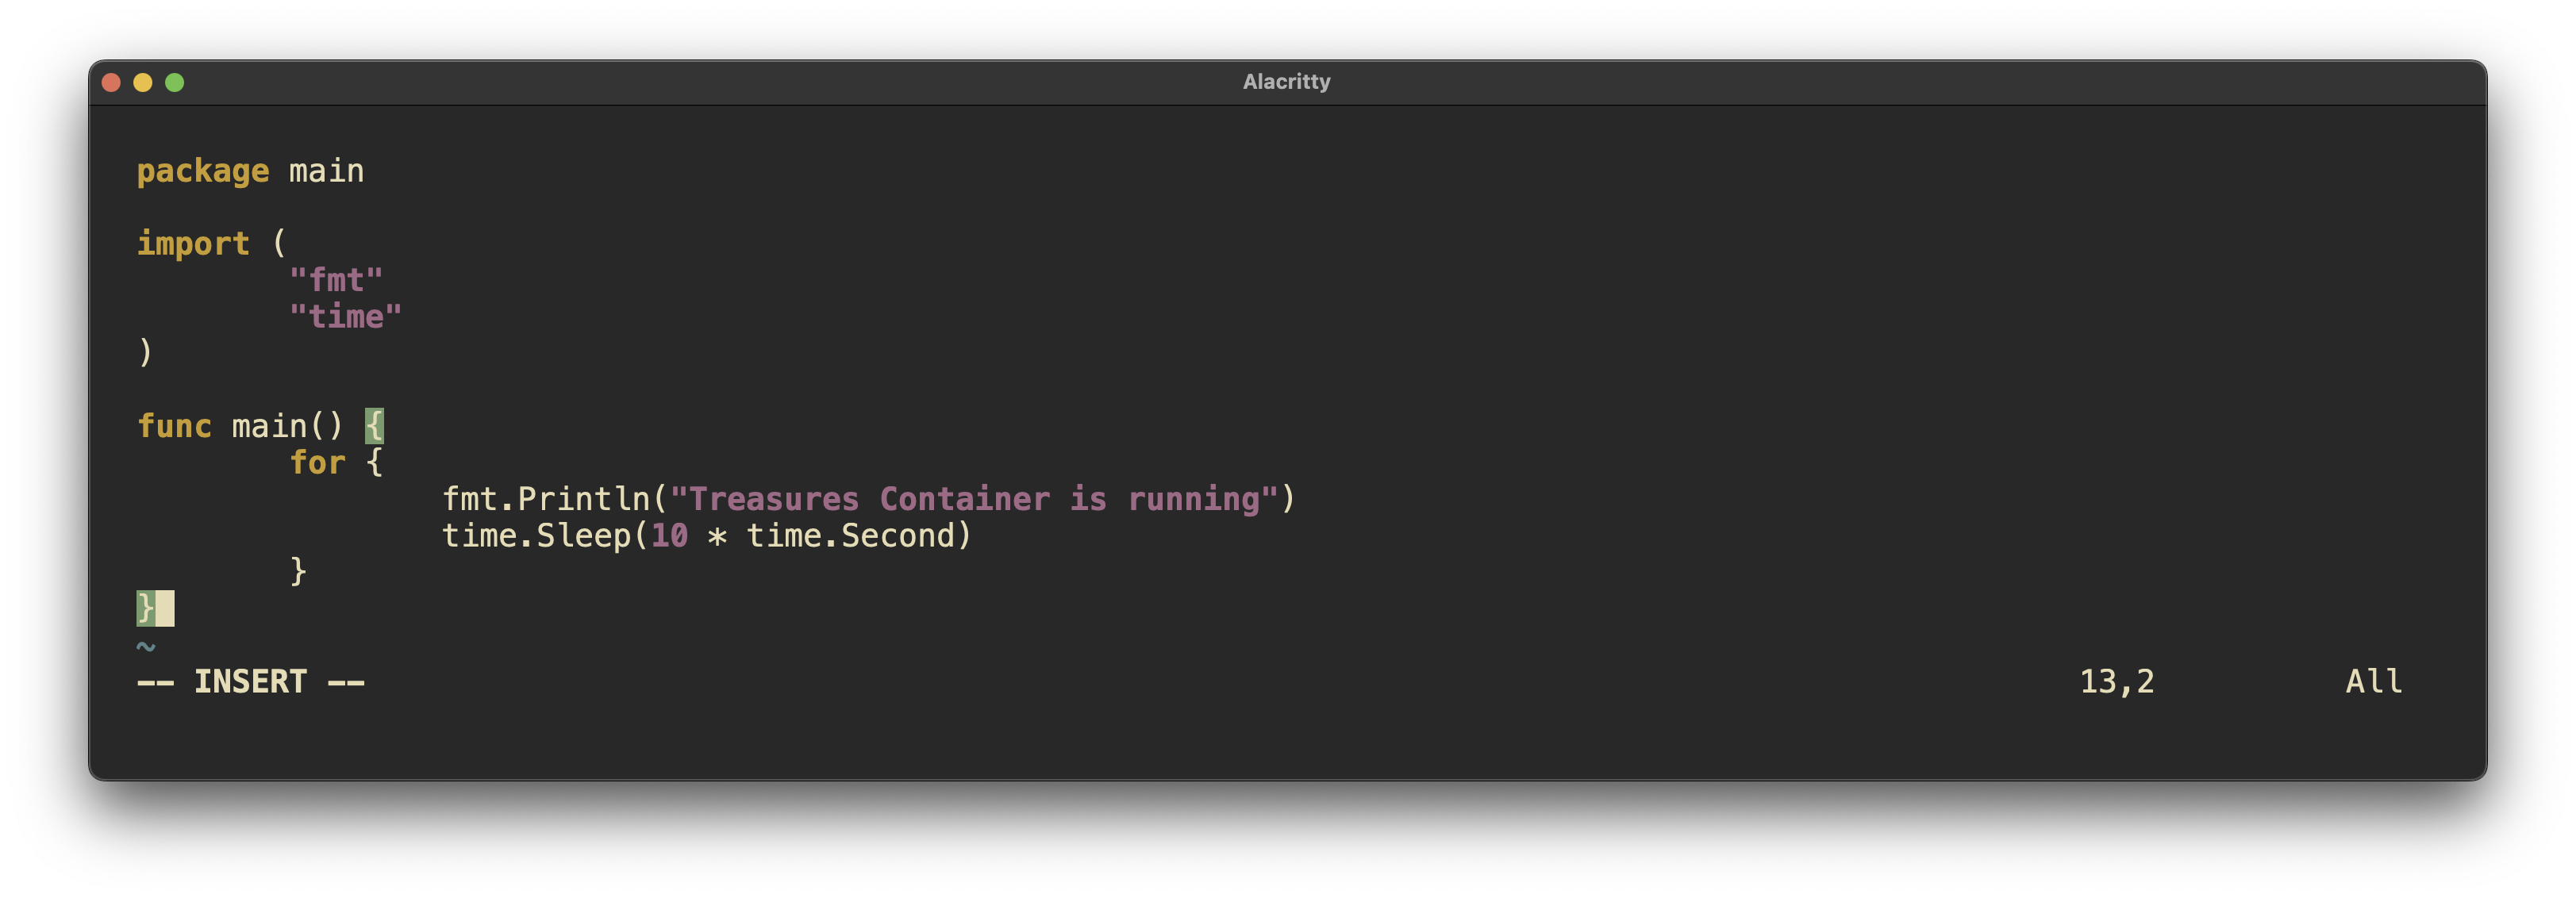 Alacritty
package main
import (
"fmt"
"time"
)
func main() {
for {
fmt.Println("Treasures Container is running")
time.Sleep(10 * time.Second)
}
}
~
-- INSERT -- 13,2 All